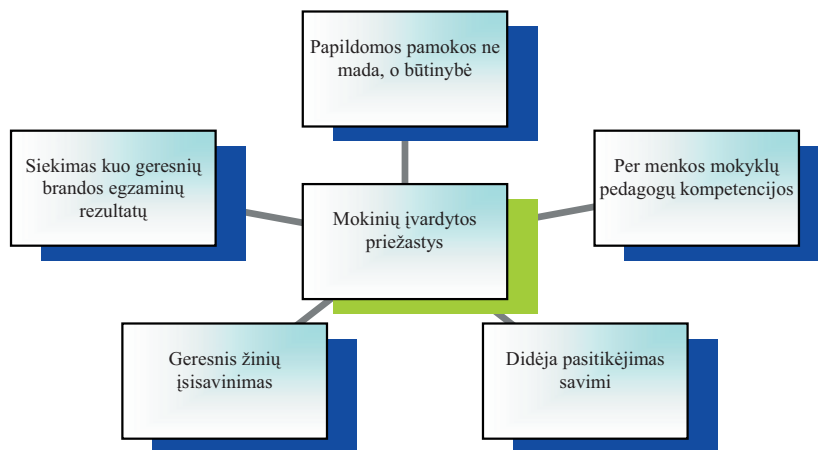 Papildomos pamokos ne
mada, o būtinybė
Siekimas kuo geresnių
brandos egzaminų
rezultatų
Per menkos mokyklų
pedagogų kompetencijos
Mokinių įvardytos
priežastys
Geresnis žinių
įsisavinimas
Didėja pasitikėjimas
savimi